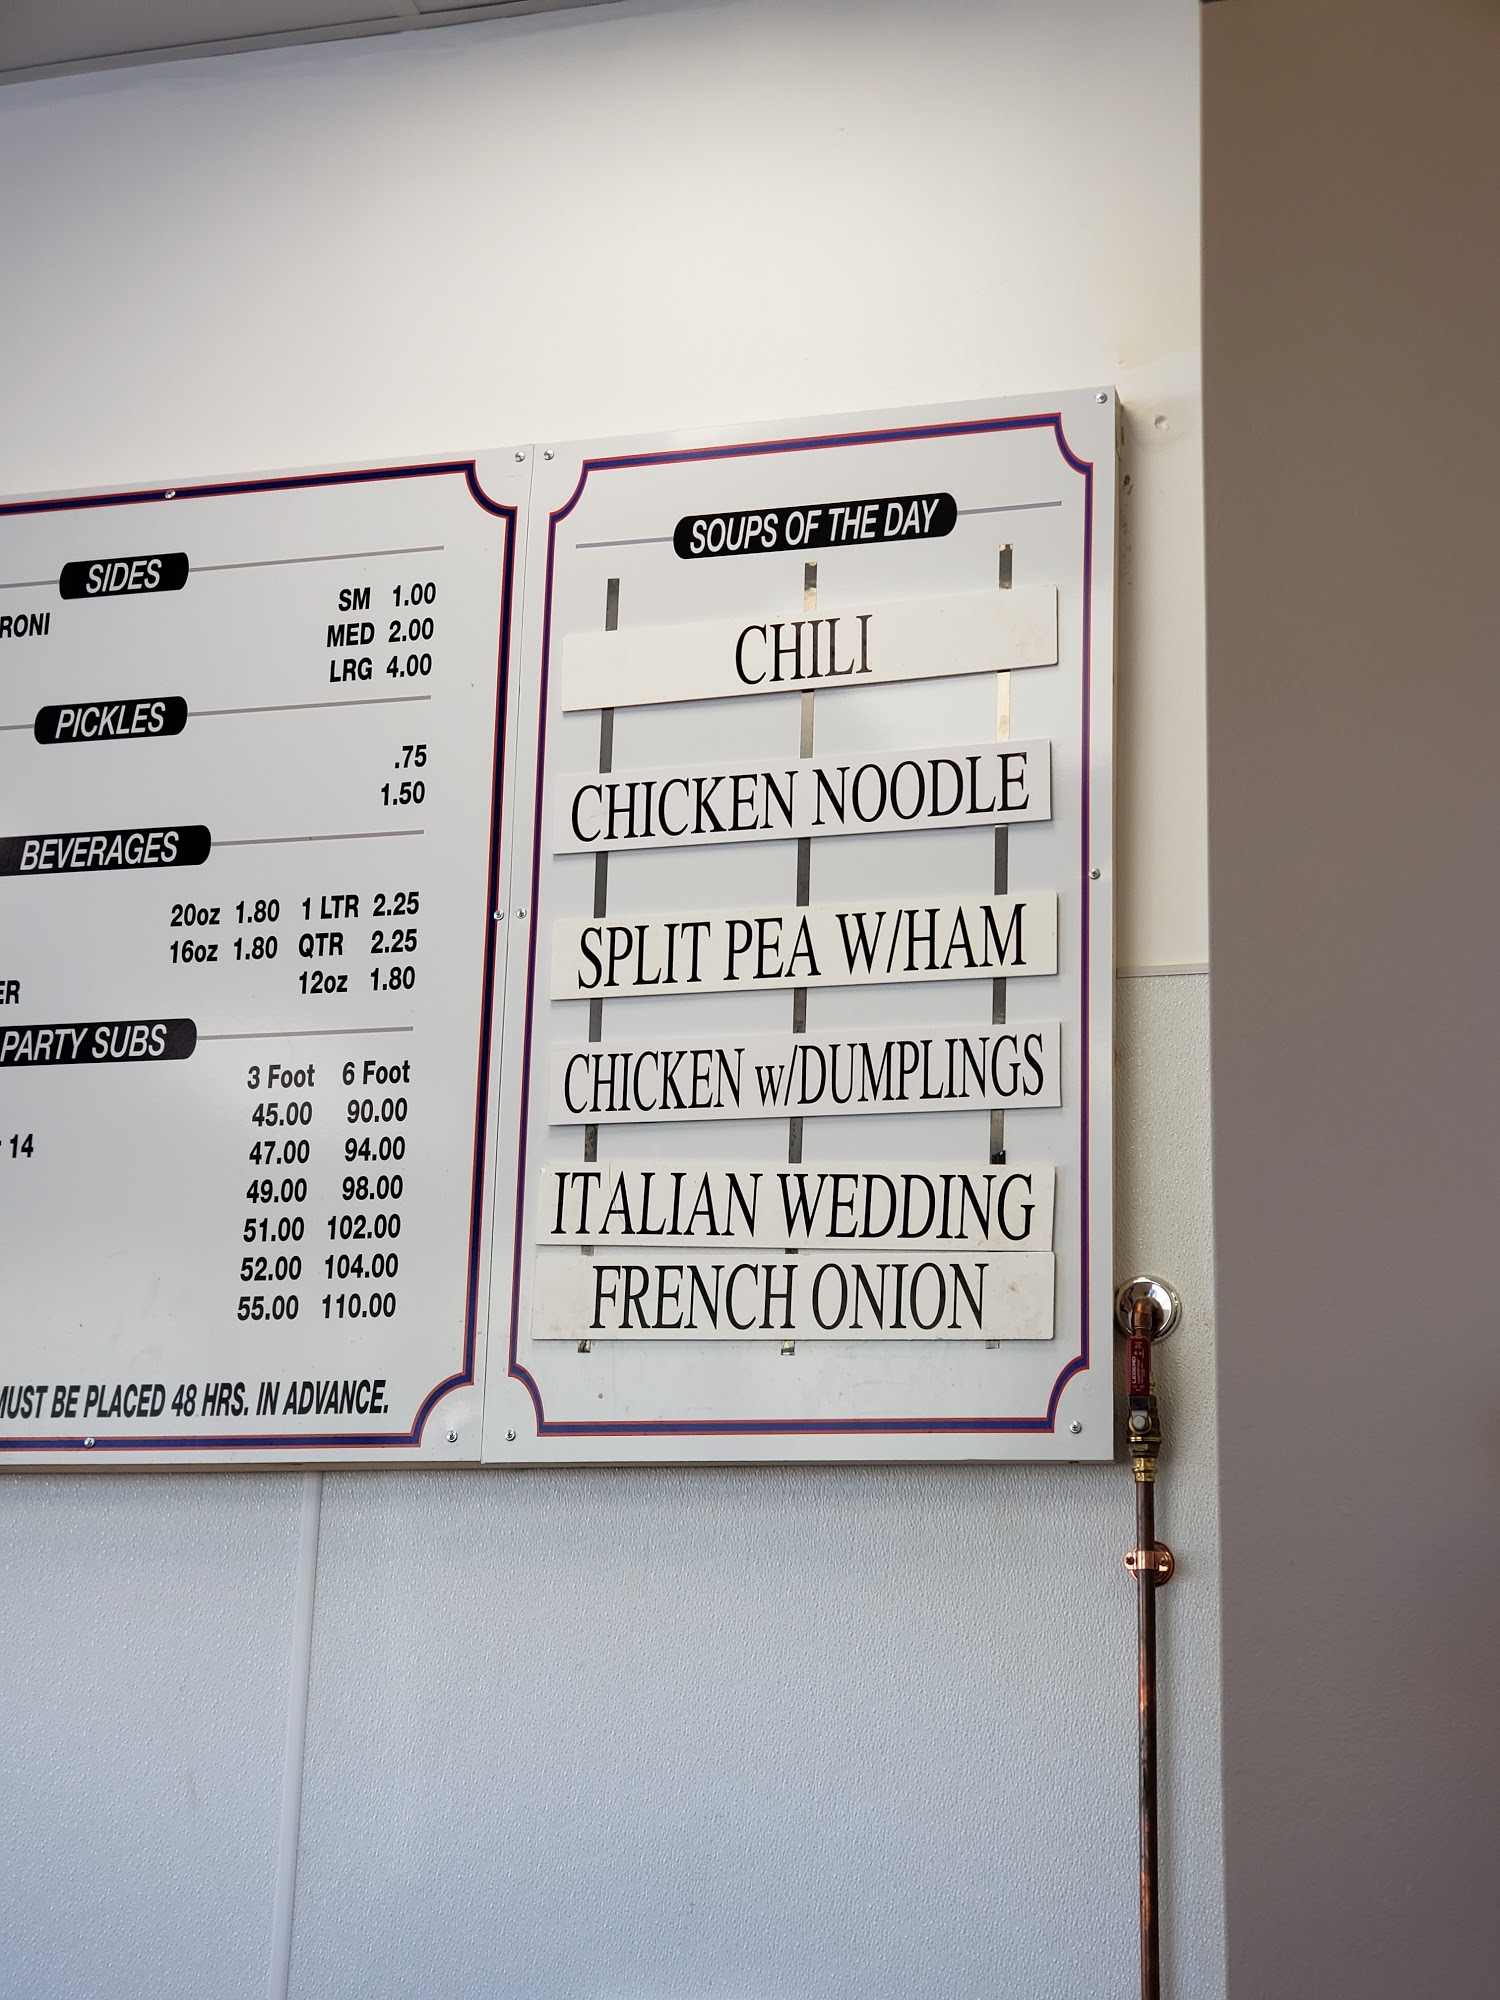 SIDES
RONI SM 1.00
MED 2.00
LRG 4.00
PICKLES
.75
1.50
BEVERAGES
20oz 1.80 1 LTR 2.25
16oz 1.80 QTR 2.25
ER 12oz 1.80
PARTY SUBS
3 Foot 6 Foot
45.00 90.00
14 47.00 94.00
49.00 98.00
51.00 102.00
52.00 104.00
55.00 110.00
MUST BE PLACED 48 HRS. IN ADVANCE.
SOUPS OF THE DAY
CHILI
CHICKEN NOODLE
SPLIT PEA W/HAM
CHICKEN w/DUMPLINGS
ITALIAN WEDDING
FRENCH ONION
LEGEND